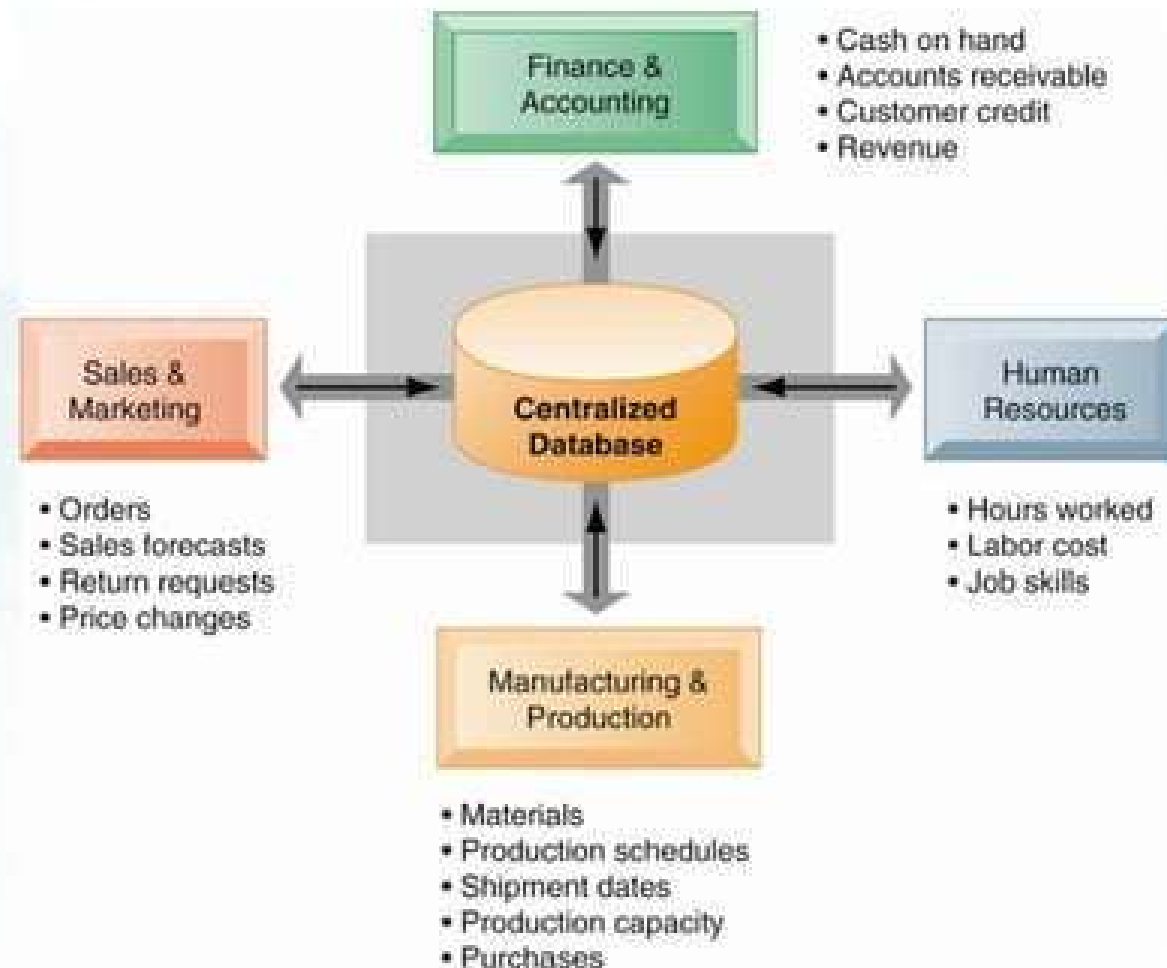 Finance &
Accounting
• Cash on hand
• Accounts receivable
• Customer credit
• Revenue
Sales &
Marketing
Centralized
Database
Human
Resources
• Orders
• Sales forecasts
• Return requests
• Price changes
• Hours worked
• Labor cost
• Job skills
Manufacturing &
Production
• Materials
• Production schedules
• Shipment dates
• Production capacity
• Purchases